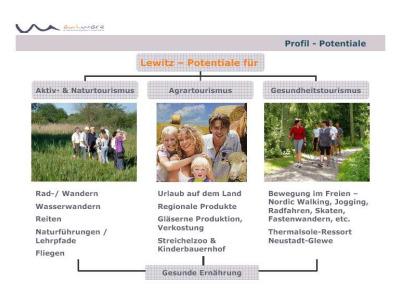 Profil - Potentiale
Lewitz – Potentiale für
Aktiv- & Naturtourismus
Agrartourismus
Gesundheitstourismus
Rad-/ Wandern
Wasserwandern
Reiten
Naturführungen /
Lehrpfade
Fliegen
Urlaub auf dem Land
Regionale Produkte
Gläserne Produktion,
Verkostung
Streichelzoo &
Kinderbauernhof
Bewegung im Freien –
Nordic Walking, Jogging,
Radfahren, Skaten,
Fastenwandern, etc.
Thermalsole-Ressort
Neustadt-Glewe
Gesunde Ernährung